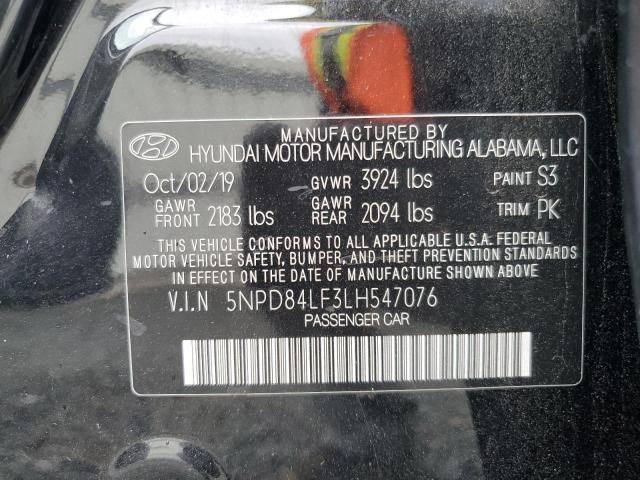 MANUFACTURED BY
HYUNDAI MOTOR MANUFACTURING ALABAMA, LLC
Oct/02/19 GVWR 3924 lbs PAINT S3
GAWR FRONT 2183 lbs GAWR REAR 2094 lbs TRIM PK
THIS VEHICLE CONFORMS TO ALL APPLICABLE U.S.A. FEDERAL
MOTOR VEHICLE SAFETY, BUMPER, AND THEFT PREVENTION STANDARDS
IN EFFECT ON THE DATE OF MANUFACTURE SHOWN ABOVE.
V.I.N 5NPD84LF3LH547076
PASSENGER CAR